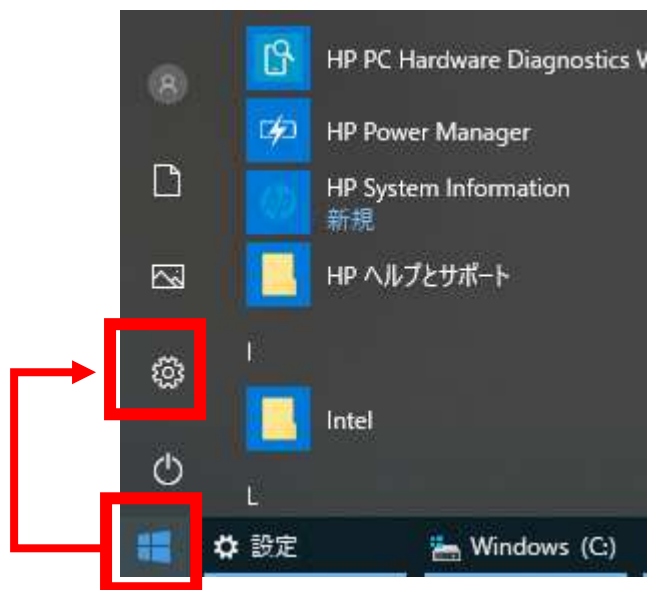 HP PC Hardware Diagnostics
HP Power Manager
HP System Information
新規
HP ヘルプとサポート
I
Intel
L
設定
Windows (C:)